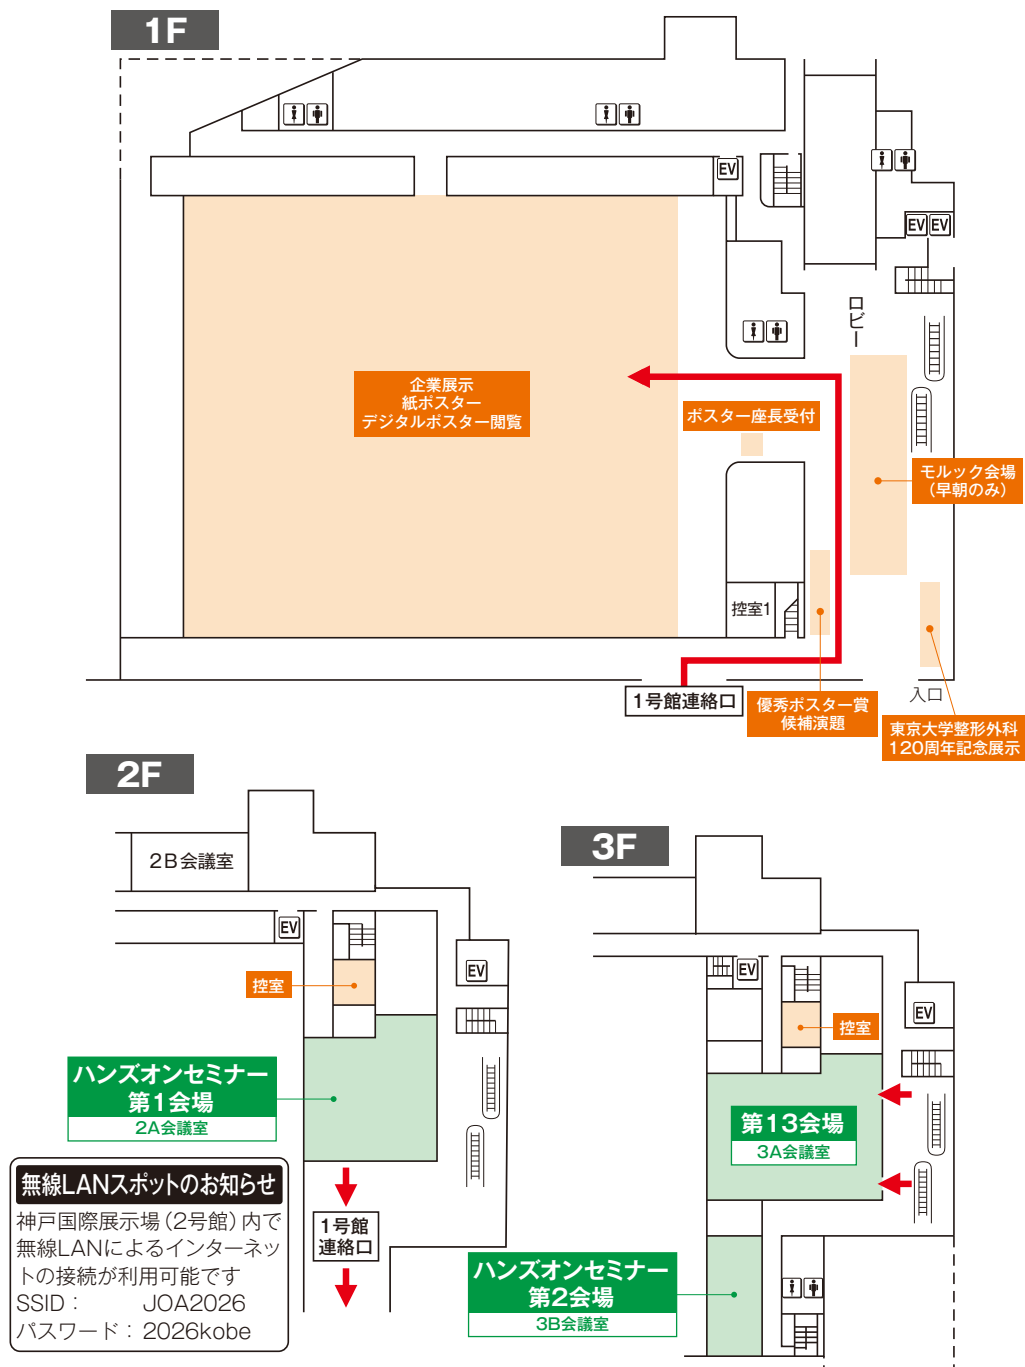 1F
EV
EV EV
ロビー
企業展示
紙ポスター
デジタルポスター閲覧
ポスター座長受付
モルック会場
（早朝のみ）
控室1
1号館連絡口
優秀ポスター賞
候補演題
入口
東京大学整形外科
120周年記念展示
2F
2B会議室
EV
EV
控室
ハンズオンセミナー
第1会場
2A会議室
1号館
連絡口
3F
EV
EV
控室
第13会場
3A会議室
ハンズオンセミナー
第2会場
3B会議室
無線LANスポットのお知らせ
神戸国際展示場（2号館）内で
無線LANによるインターネッ
トの接続が利用可能です
SSID： JOA2026
パスワード：2026kobe